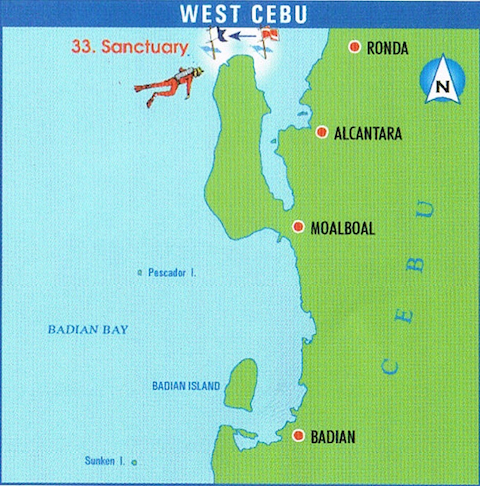 WEST CEBU
33. Sanctuary
RONDA
N
ALCANTARA
CEBU
MOALBOAL
Pescador I.
BADIAN BAY
BADIAN ISLAND
BADIAN
Sunken I.